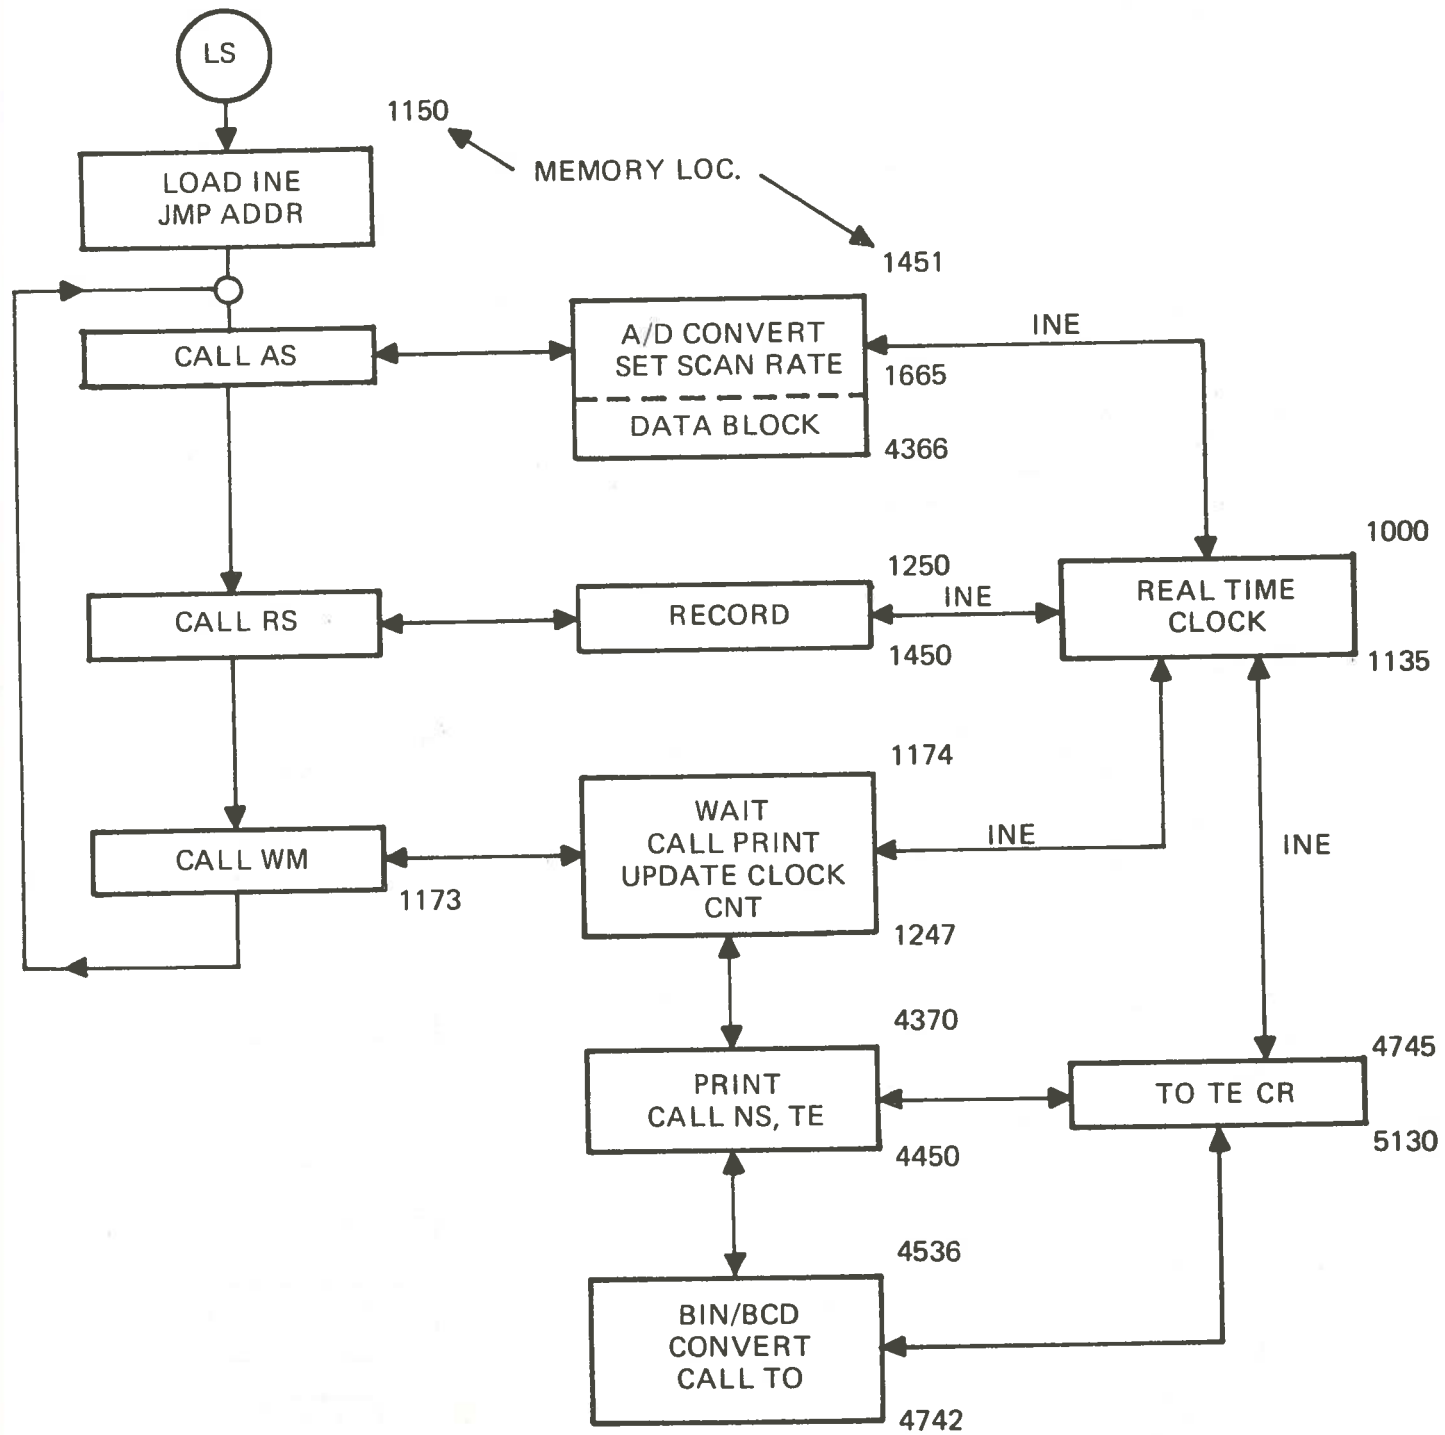 LS
1150
MEMORY LOC.
LOAD INE
JMP ADDR
1451
A/D CONVERT
SET SCAN RATE
INE
CALL AS
1665
DATA BLOCK
4366
1000
1250
REAL TIME
CLOCK
INE
RECORD
CALL RS
1450
1135
1174
WAIT
CALL PRINT
UPDATE CLOCK
CNT
INE
INE
CALL WM
1173
1247
4370
4745
PRINT
CALL NS, TE
TO TE CR
4450
5130
4536
BIN/BCD
CONVERT
CALL TO
4742